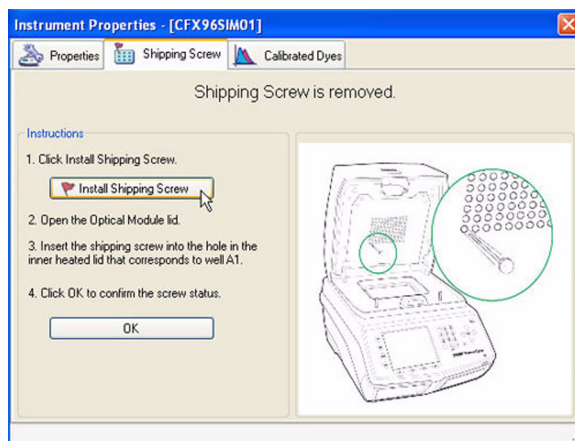 Instrument Properties - [CFX96SIM01]
Properties
Shipping Screw
Calibrated Dyes
Shipping Screw is removed.
Instructions
1. Click Install Shipping Screw.
Install Shipping Screw
2. Open the Optical Module lid.
3. Insert the shipping screw into the hole in the
inner heated lid that corresponds to well A1.
4. Click OK to confirm the screw status.
OK